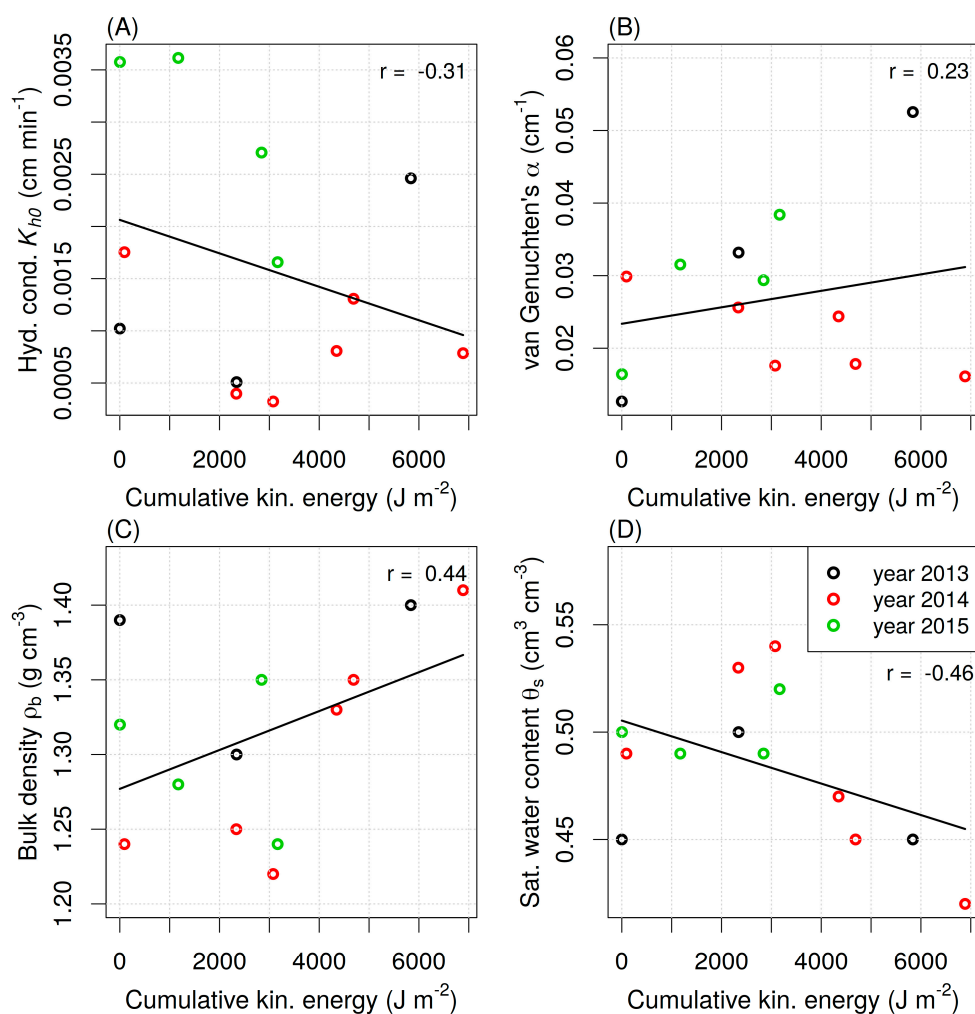 (A)
r = -0.31
Hyd. cond. K_h0 (cm min^-1)
0.0005 0.0015 0.0025 0.0035
0 2000 4000 6000
Cumulative kin. energy (J m^-2)
(B)
r = 0.23
van Genuchten's α (cm^-1)
0.02 0.03 0.04 0.05 0.06
0 2000 4000 6000
Cumulative kin. energy (J m^-2)
(C)
r = 0.44
Bulk density ρ_b (g cm^-3)
1.20 1.25 1.30 1.35 1.40
0 2000 4000 6000
Cumulative kin. energy (J m^-2)
(D)
year 2013
year 2014
year 2015
r = -0.46
Sat. water content θ_s (cm^3 cm^-3)
0.45 0.50 0.55
0 2000 4000 6000
Cumulative kin. energy (J m^-2)